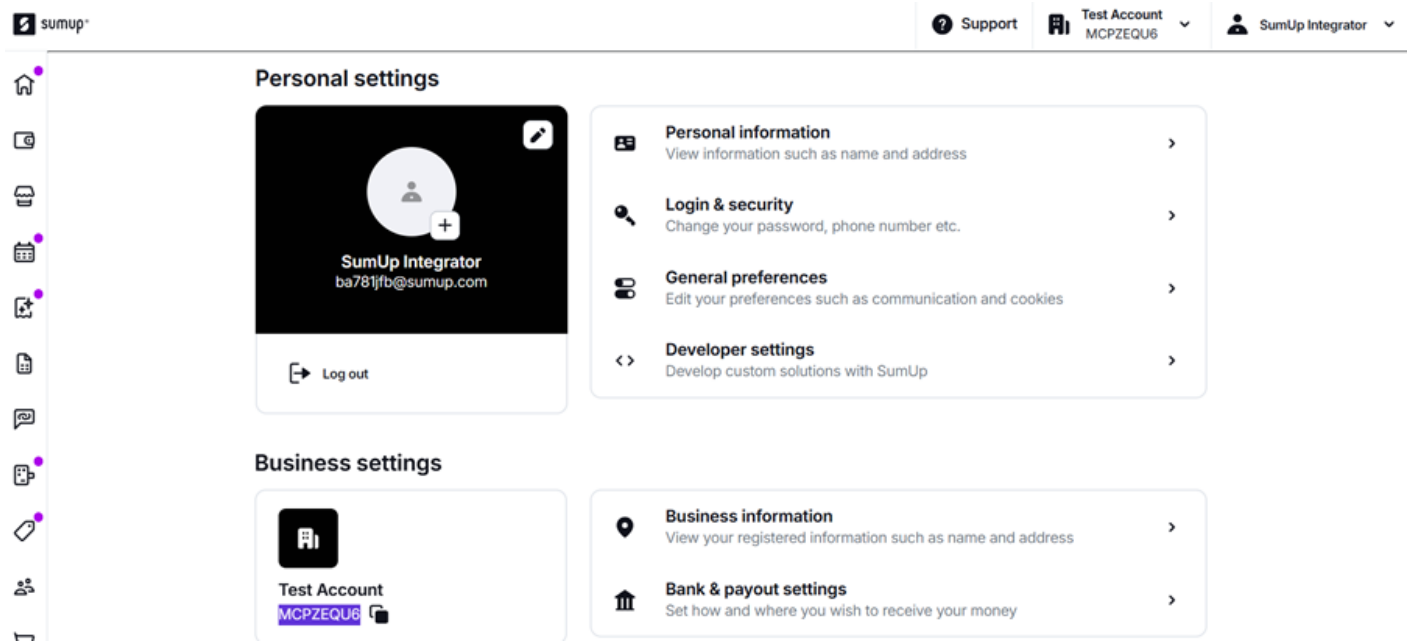 sumup®
Support
Test Account
MCPZEQU6
SumUp Integrator
Personal settings
SumUp Integrator
ba781jfb@sumup.com
Log out
Personal information
View information such as name and address
Login & security
Change your password, phone number etc.
General preferences
Edit your preferences such as communication and cookies
Developer settings
Develop custom solutions with SumUp
Business settings
Test Account
MCPZEQU6
Business information
View your registered information such as name and address
Bank & payout settings
Set how and where you wish to receive your money